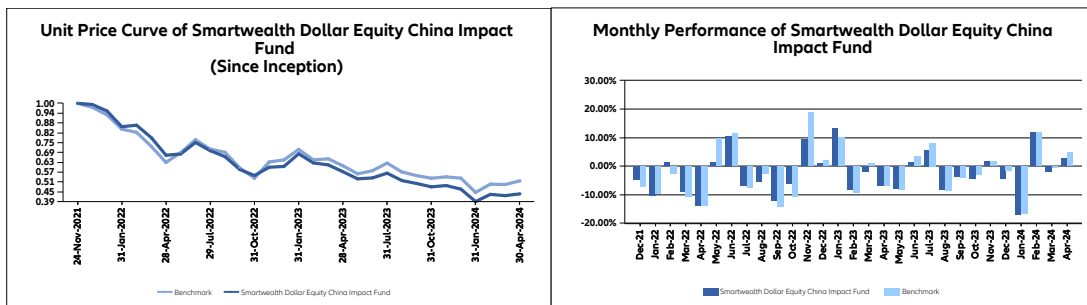 Unit Price Curve of Smartwealth Dollar Equity China Impact
Fund
(Since Inception)
1.00
0.94
0.88
0.82
0.76
0.70
0.63
0.57
0.51
0.45
0.39
24-Nov-2021
31-Jan-2022
28-Apr-2022
29-Jul-2022
31-Oct-2022
31-Jan-2023
28-Apr-2023
31-Jul-2023
31-Oct-2023
31-Jan-2024
30-Apr-2024
Benchmark
Smartwealth Dollar Equity China Impact Fund
Monthly Performance of Smartwealth Dollar Equity China
Impact Fund
30.00%
20.00%
10.00%
0.00%
-10.00%
-20.00%
Dec-21
Jan-22
Feb-22
Mar-22
Apr-22
May-22
Jun-22
Jul-22
Aug-22
Sep-22
Oct-22
Nov-22
Dec-22
Jan-23
Feb-23
Mar-23
Apr-23
May-23
Jun-23
Jul-23
Aug-23
Sep-23
Oct-23
Nov-23
Dec-23
Jan-24
Feb-24
Mar-24
Apr-24
Smartwealth Dollar Equity China Impact Fund
Benchmark